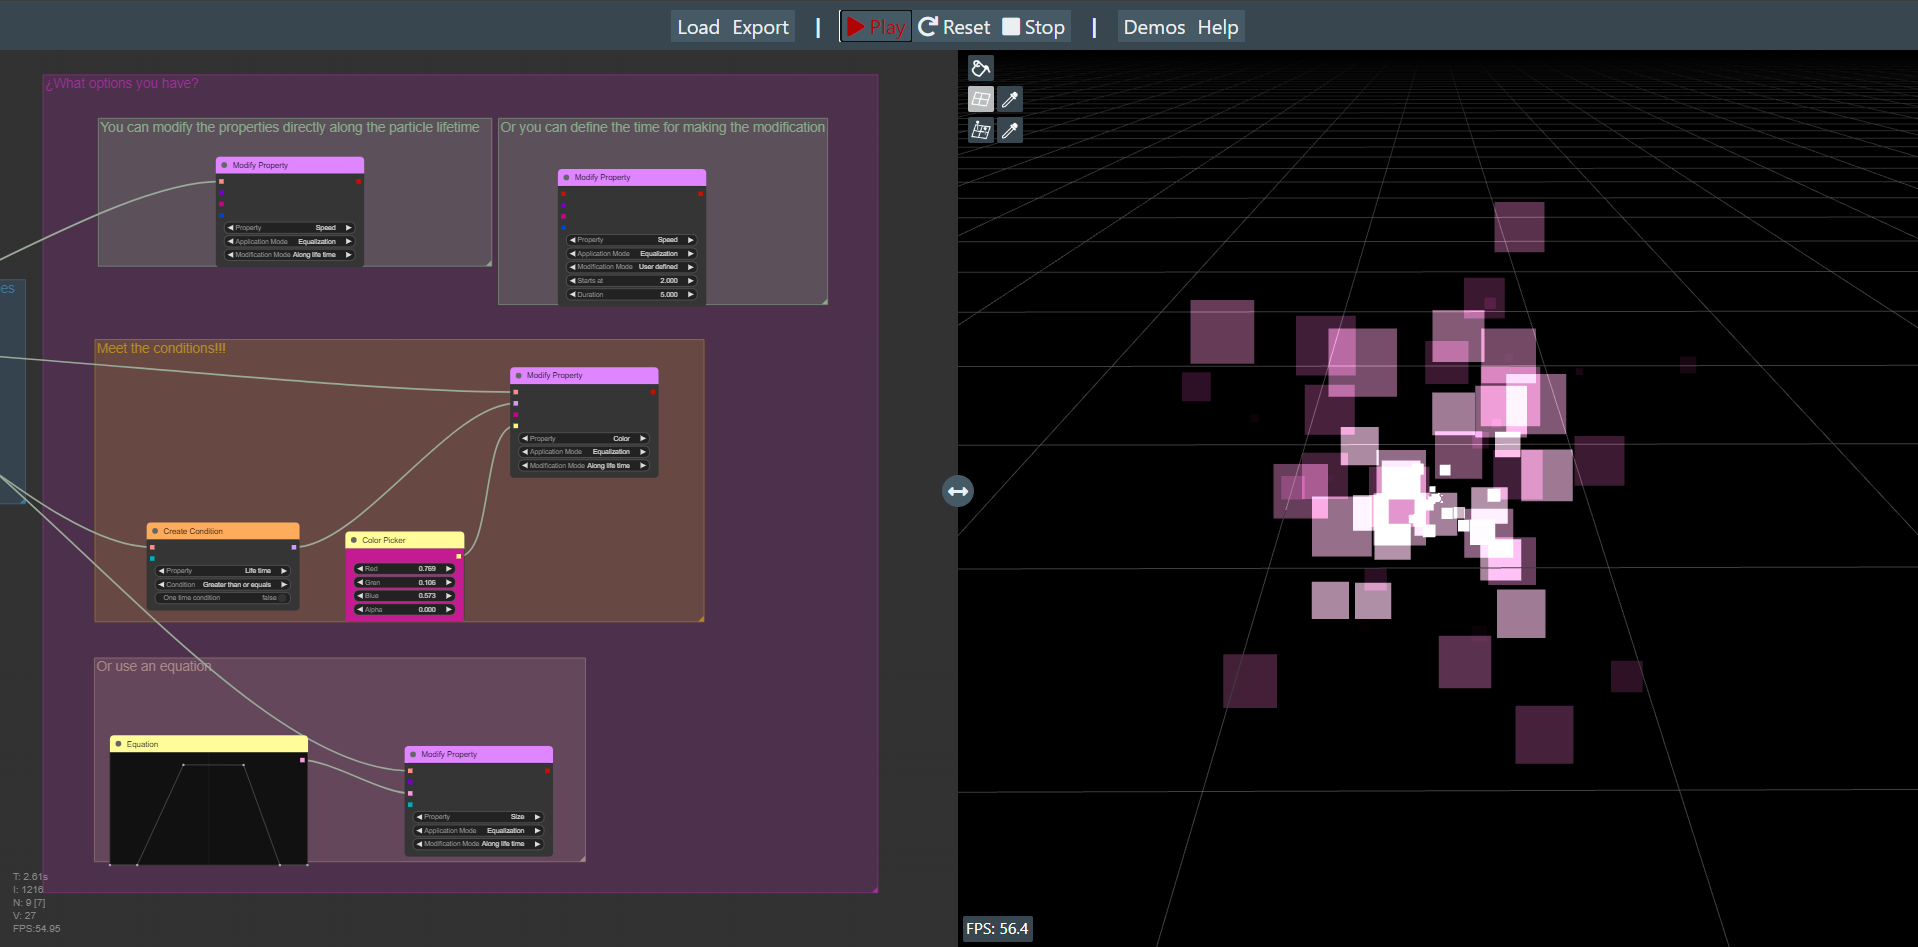 Load Export | Play Reset Stop | Demos Help
¿What options you have?
You can modify the properties directly along the particle lifetime
Modify Property
Property Speed
Application Mode Equalization
Modification Mode Along life time
Or you can define the time for making the modification
Modify Property
Property Speed
Application Mode Equalization
Modification Mode User defined
Starts at 2.000
Duration 5.000
es
Meet the conditions!!!
Modify Property
Property Color
Application Mode Equalization
Modification Mode Along life time
Create Condition
Property Life time
Condition Greater than or equals
One time condition false
Color Picker
Red 0.769
Gren 0.106
Blue 0.573
Alpha 0.000
Or use an equation
Equation
Modify Property
Property Size
Application Mode Equalization
Modification Mode Along life time
T: 2.61s
I: 1216
N: 9 [7]
V: 27
FPS:54.95
FPS: 56.4